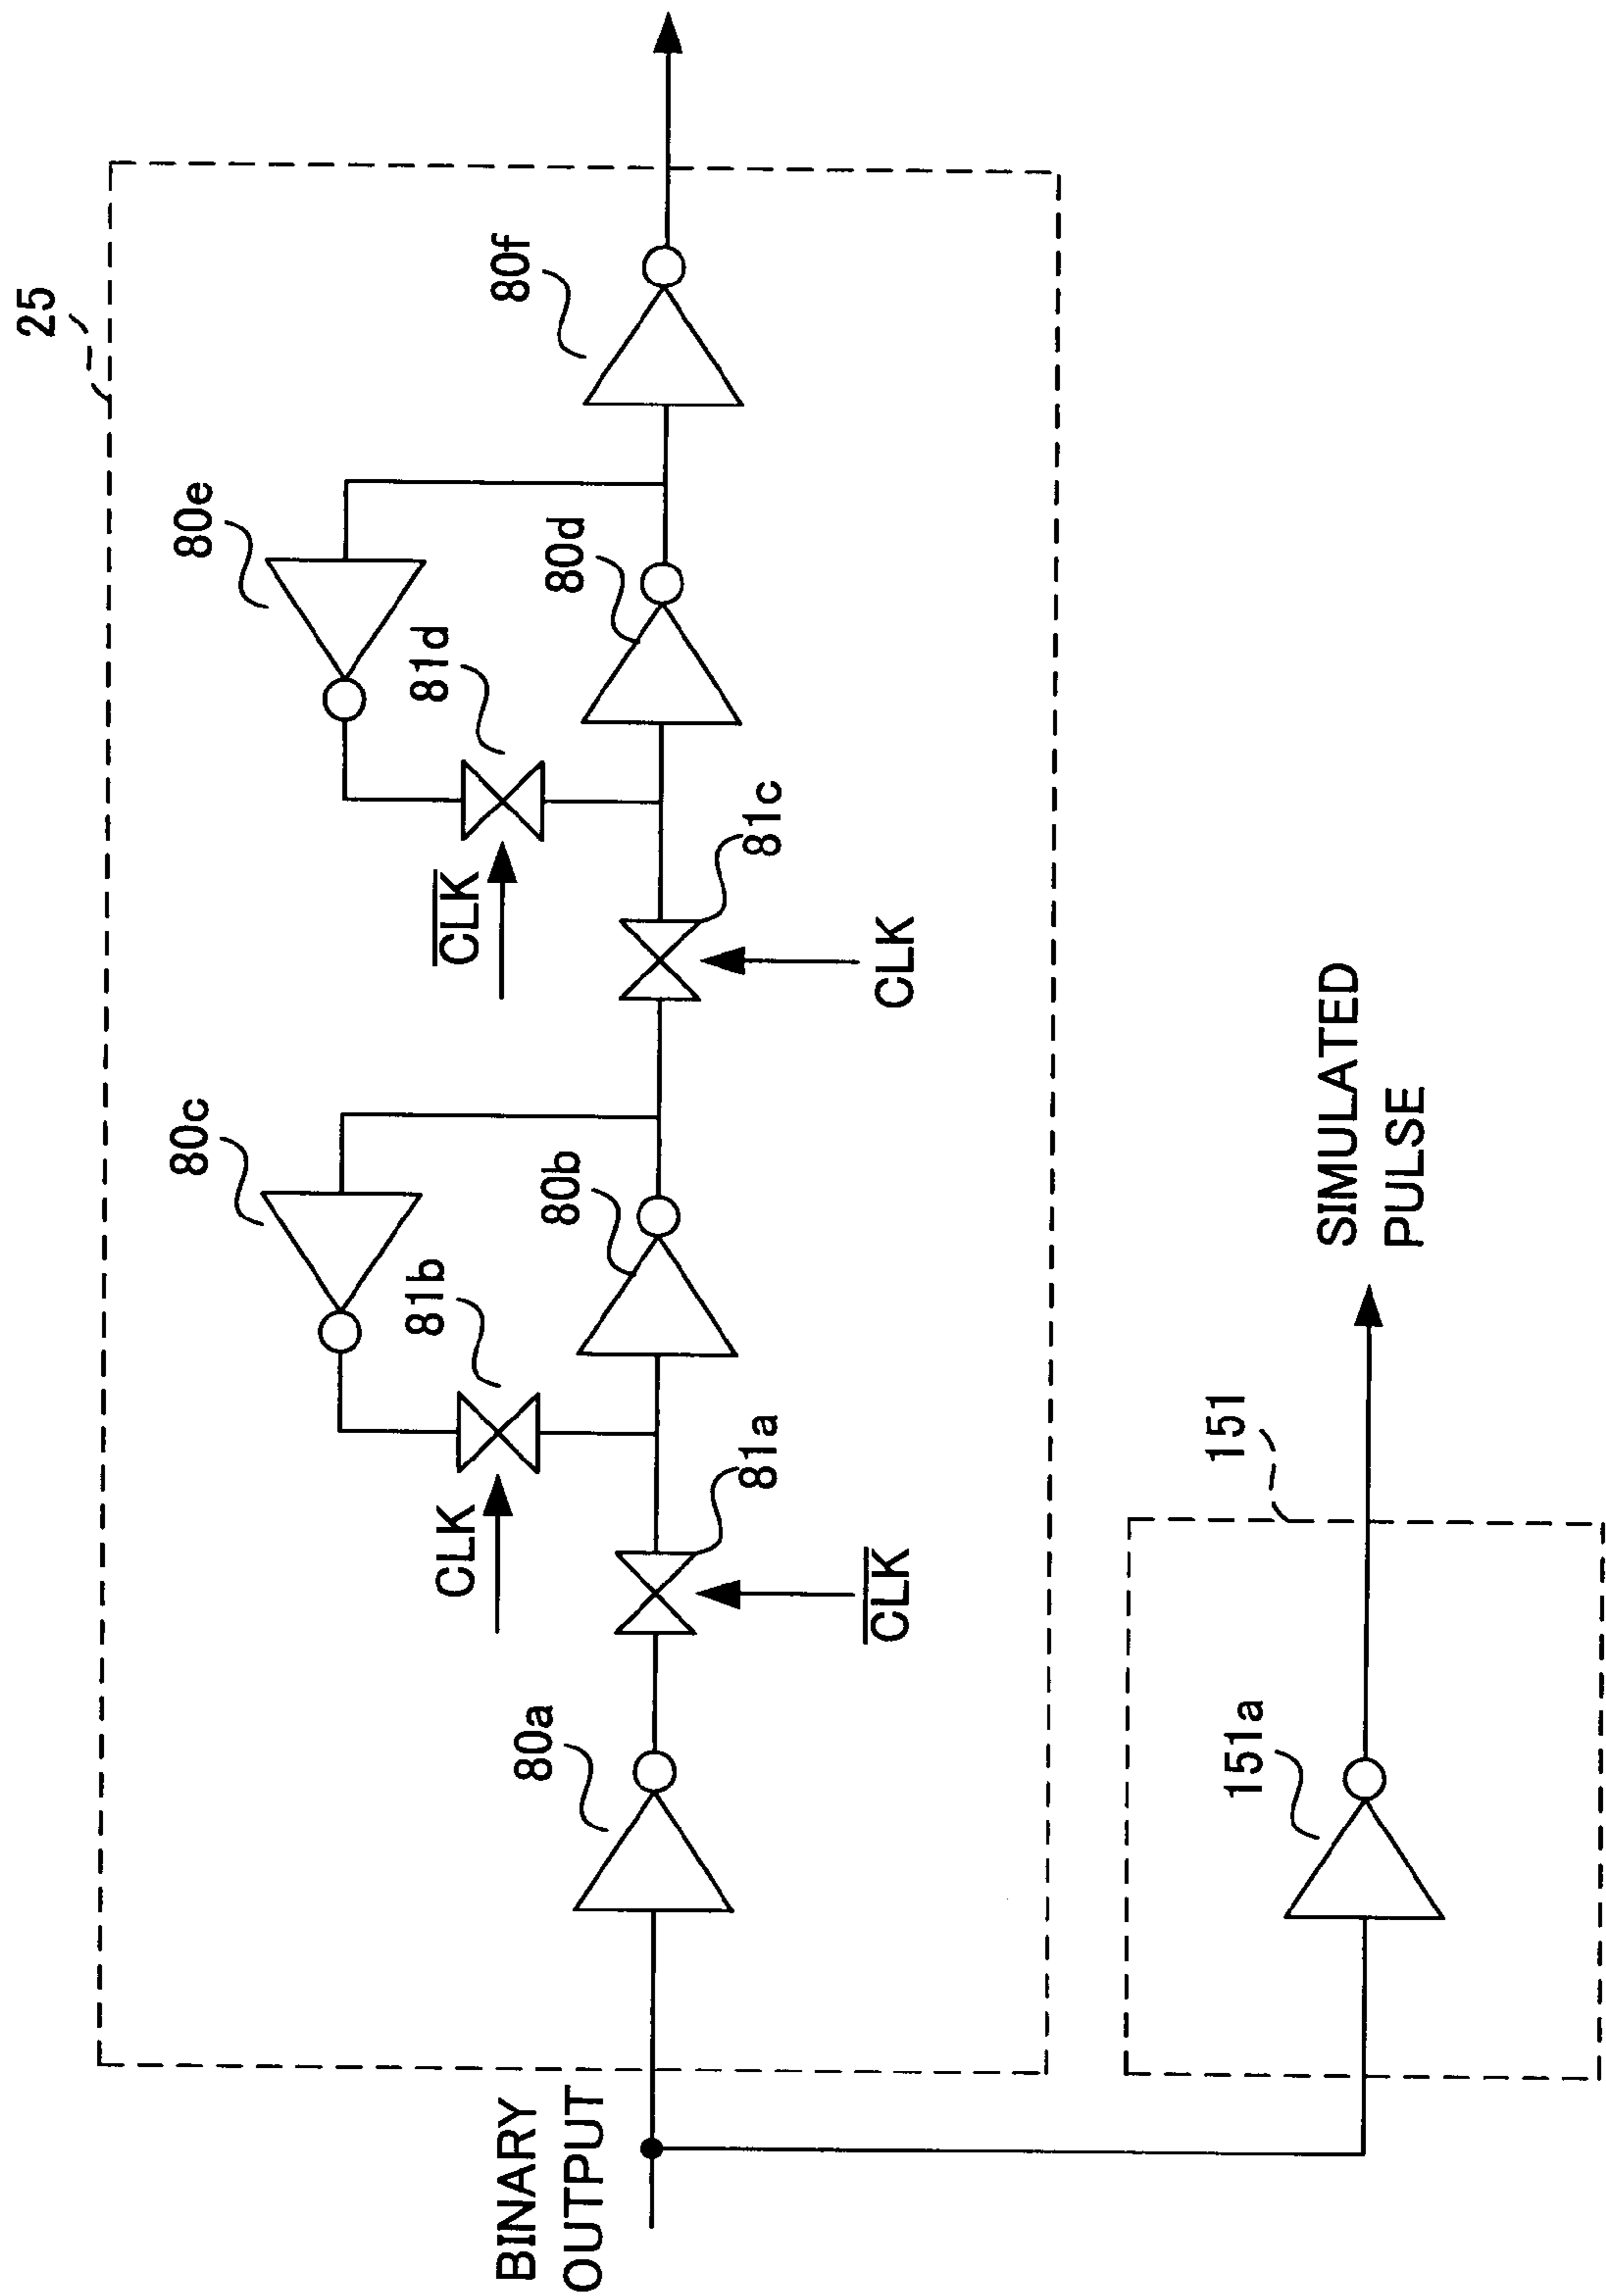 25
80e
80f
81d
80d
CLK
81c
CLK
80c
81b
80b
CLK
81a
CLK
80a
BINARY
OUTPUT
151
151a
SIMULATED
PULSE